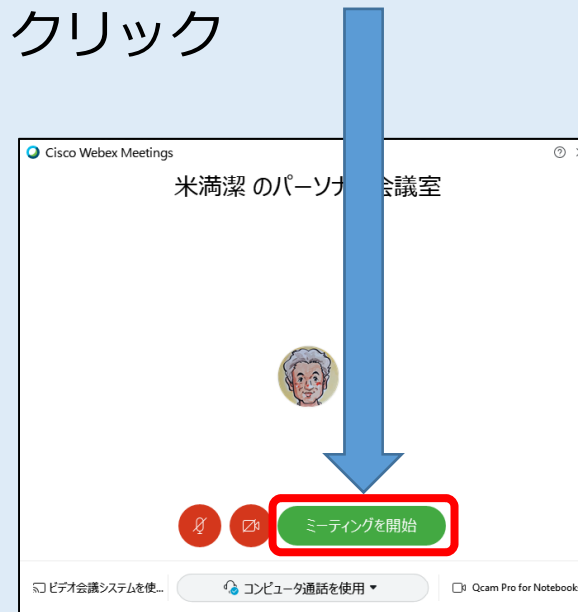 クリック
Cisco Webex Meetings
米満潔 のパーソナ 会議室
ミーティングを開始
ビデオ会議システムを使...
コンピュータ通話を使用
Qcam Pro for Notebook